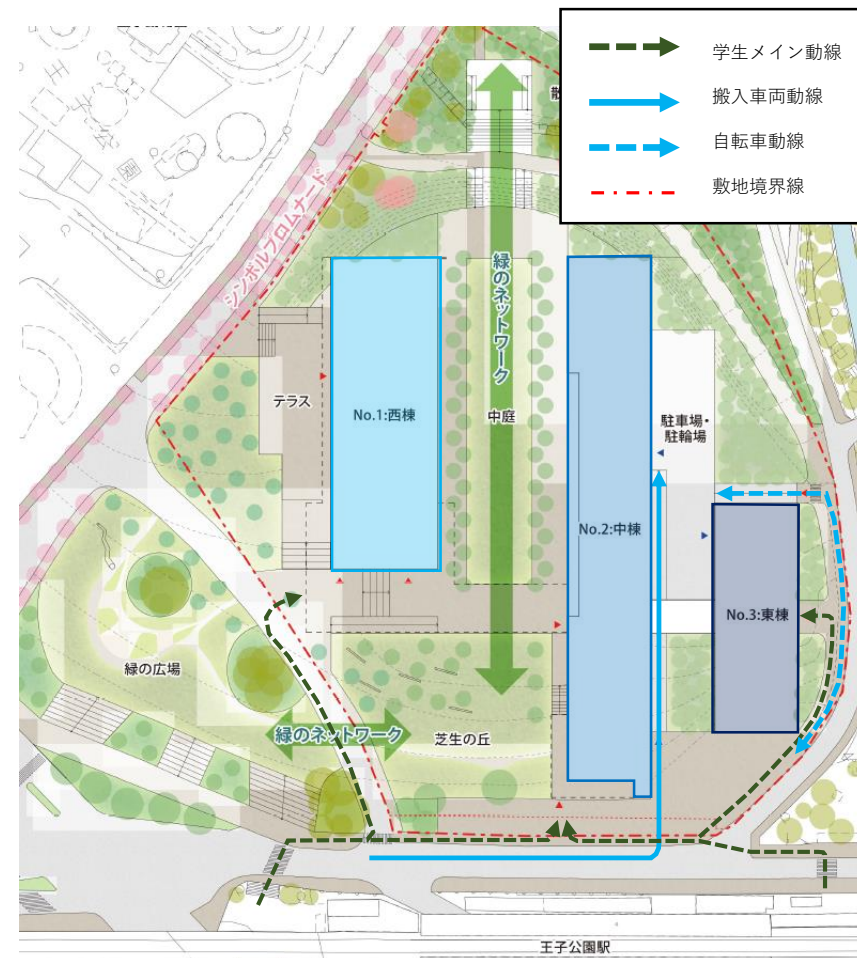 学生メイン動線
搬入車両動線
自転車動線
敷地境界線
散
シンボルプロムナード
緑のネットワーク
テラス
No.1:西棟
中庭
駐車場・
駐輪場
No.2:中棟
No.3:東棟
緑の広場
緑のネットワーク
芝生の丘
王子公園駅